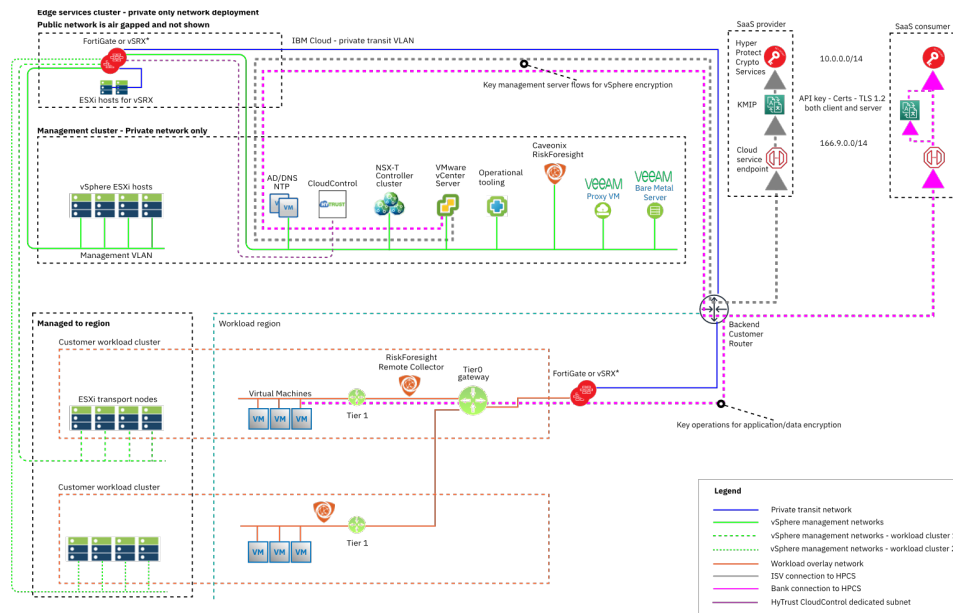 Edge services cluster - private only network deployment
Public network is air gapped and not shown
FortiGate or vSRX*
IBM Cloud - private transit VLAN
ESXi hosts for vSRX
Key management server flows for vSphere encryption
SaaS provider
SaaS consumer
Hyper
Protect
Crypto
Services
10.0.0.0/14
KMIP
API key - Certs - TLS 1.2
both client and server
Cloud
service
endpoint
166.9.0.0/14
Management cluster - Private network only
vSphere ESXi hosts
Management VLAN
AD/DNS
NTP
V
VM
CloudControl
HYTRUST
NSX-T
Controller
cluster
VMware
vCenter
Server
Operational
tooling
Caveonix
RiskForesight
veeAM
Proxy VM
veeAM
Bare Metal
Server
Backend
Customer
Router
Managed to region
Workload region
Customer workload cluster
ESXi transport nodes
Virtual Machines
VM
VM
VM
Tier 1
RiskForesight
Remote Collector
Tier0
gateway
FortiGate or vSRX*
Key operations for application/data encryption
Customer workload cluster
VM
VM
VM
Tier 1
Legend
Private transit network
vSphere management networks
vSphere management networks - workload cluster
vSphere management networks - workload cluster 2
Workload overlay network
ISV connection to HPCS
Bank connection to HPCS
HyTrust CloudControl dedicated subnet